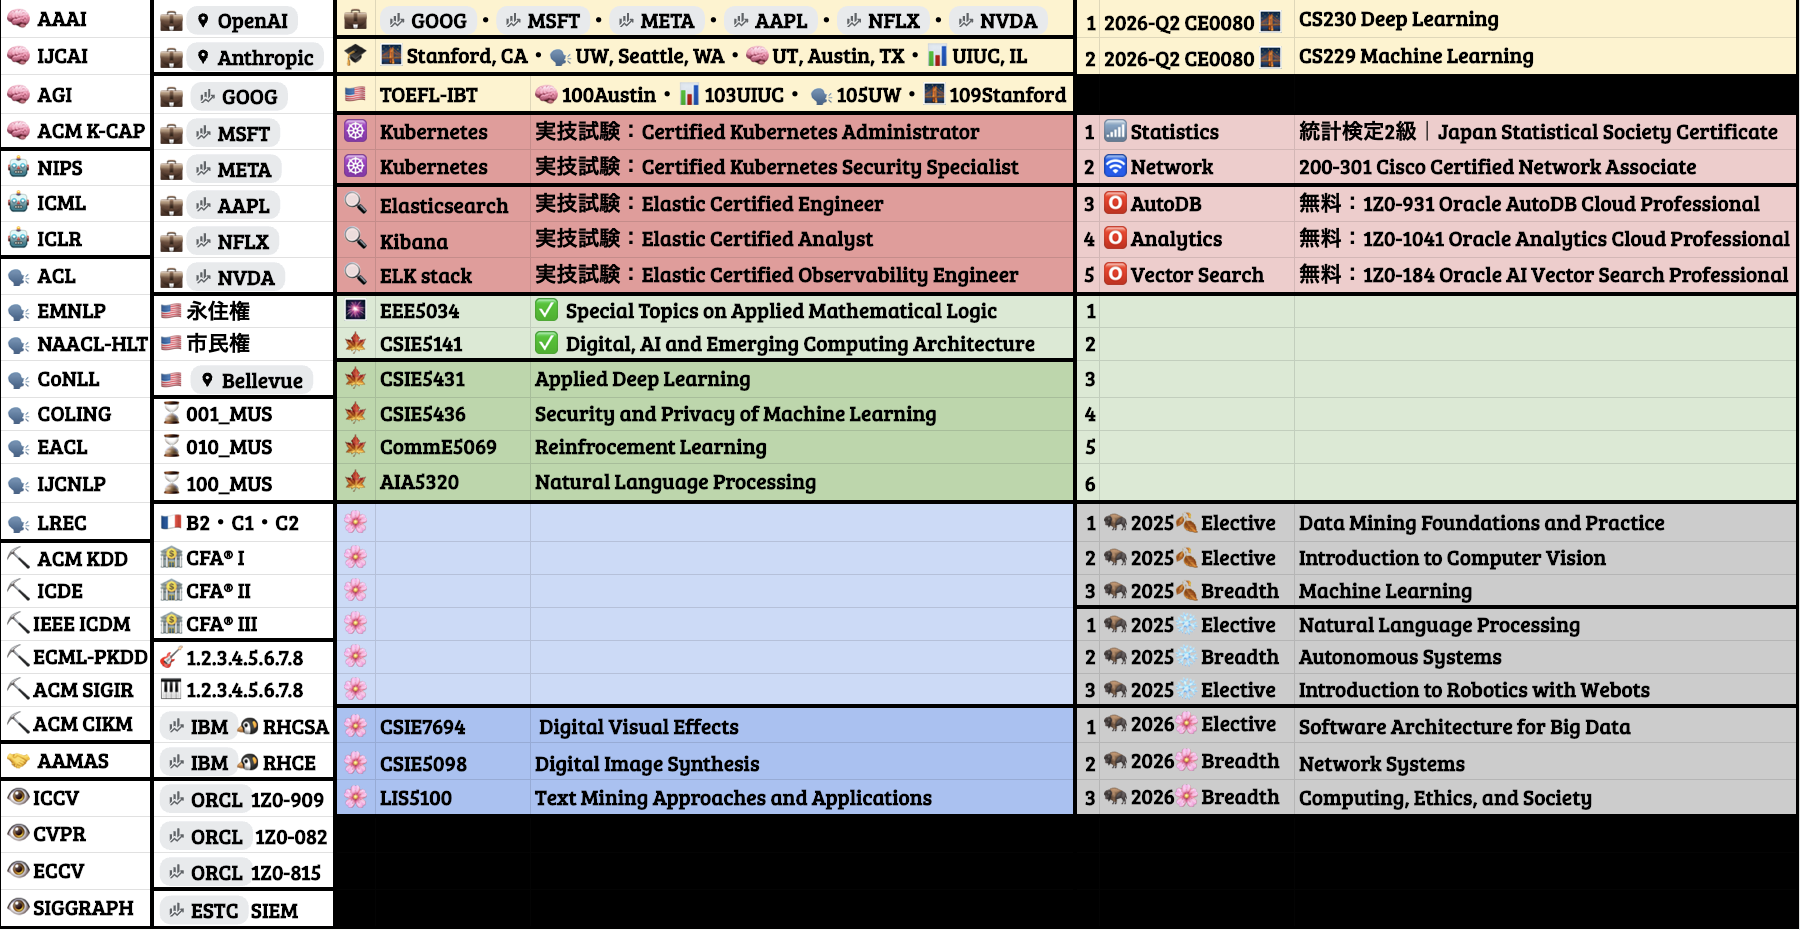 AAAI OpenAI GOOG • MSFT • META • AAPL • NFLX • NVDA 1 2026-Q2 CE0080 CS230 Deep Learning
IJCAI Anthropic Stanford, CA • UW, Seattle, WA • UT, Austin, TX • UIUC, IL 2 2026-Q2 CE0080 CS229 Machine Learning
AGI GOOG TOEFL-IBT 100Austin • 103UIUC • 105UW • 109Stanford
ACM K-CAP MSFT Kubernetes 実技試験：Certified Kubernetes Administrator 1 Statistics 統計検定2級｜Japan Statistical Society Certificate
NIPS META Kubernetes 実技試験：Certified Kubernetes Security Specialist 2 Network 200-301 Cisco Certified Network Associate
ICML AAPL Elasticsearch 実技試験：Elastic Certified Engineer 3 AutoDB 無料：1Z0-931 Oracle AutoDB Cloud Professional
ICLR NFLX Kibana 実技試験：Elastic Certified Analyst 4 Analytics 無料：1Z0-1041 Oracle Analytics Cloud Professional
ACL NVDA ELK stack 実技試験：Elastic Certified Observability Engineer 5 Vector Search 無料：1Z0-184 Oracle AI Vector Search Professional
EMNLP 永住権 EEE5034 ✅ Special Topics on Applied Mathematical Logic 1
NAACL-HLT 市民権 CSIE5141 ✅ Digital, AI and Emerging Computing Architecture 2
CoNLL Bellevue CSIE5431 Applied Deep Learning 3
COLING 001_MUS CSIE5436 Security and Privacy of Machine Learning 4
EACL 010_MUS CommE5069 Reinfrocement Learning 5
IJCNLP 100_MUS AIA5320 Natural Language Processing 6
LREC B2・C1・C2 1 2025 Elective Data Mining Foundations and Practice
ACM KDD CFA® I 2 2025 Elective Introduction to Computer Vision
ICDE CFA® II 3 2025 Breadth Machine Learning
IEEE ICDM CFA® III 1 2025 Elective Natural Language Processing
ECML-PKDD 1.2.3.4.5.6.7.8 2 2025 Breadth Autonomous Systems
ACM SIGIR 1.2.3.4.5.6.7.8 3 2025 Elective Introduction to Robotics with Webots
ACM CIKM IBM RHCSA CSIE7694 Digital Visual Effects 1 2026 Elective Software Architecture for Big Data
AAMAS IBM RHCE CSIE5098 Digital Image Synthesis 2 2026 Breadth Network Systems
ICCV ORCL 1Z0-909 LIS5100 Text Mining Approaches and Applications 3 2026 Breadth Computing, Ethics, and Society
CVPR ORCL 1Z0-082
ECCV ORCL 1Z0-815
SIGGRAPH ESTC SIEM